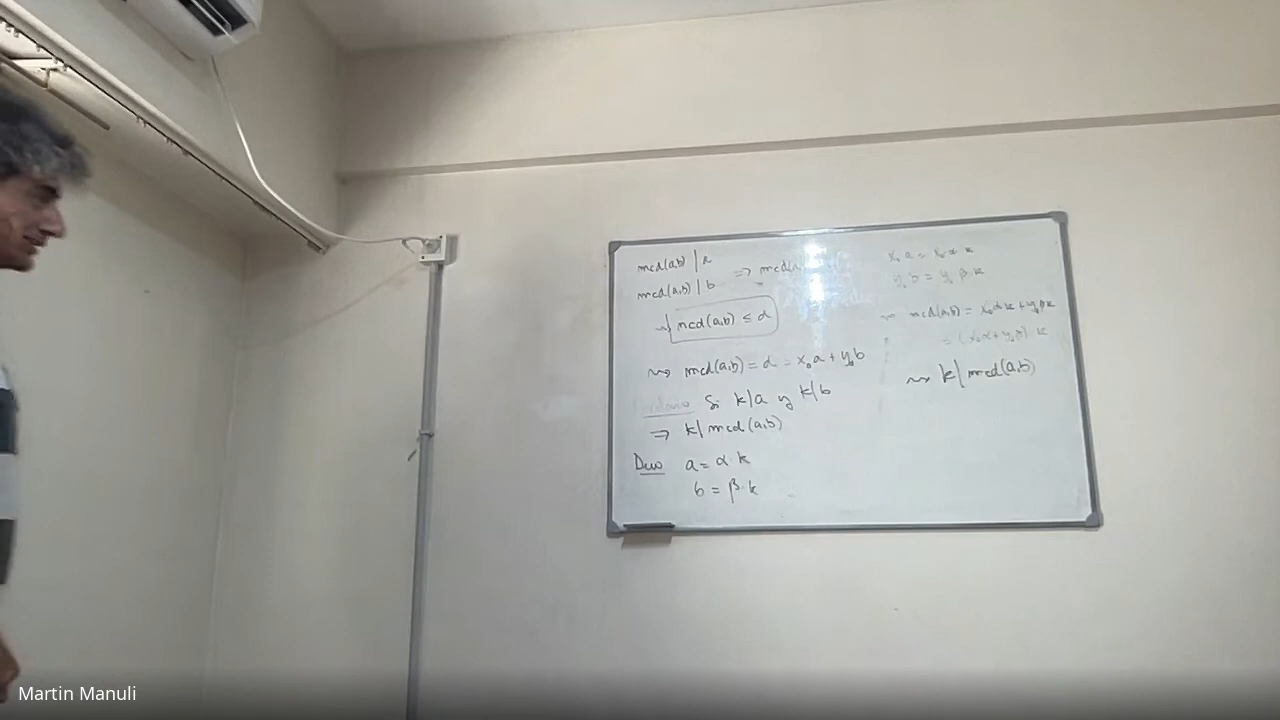 mcd(a,b) | a
mcd(a,b) | b ⇒ mcd(a,
mcd(a,b) ≤ d
⇝ mcd(a,b) = d = x₀a + y₀b
Si k|a y k|b
⇒ k|mcd(a,b)
Dem a = α·k
b = β·k
x₀ a = x₀ α k
y₀ b = y₀ β k
⇝ mcd(a,b) = x₀αk + y₀βk
= (x₀α + y₀β) k
⇝ k|mcd(a,b)
Martin Manuli